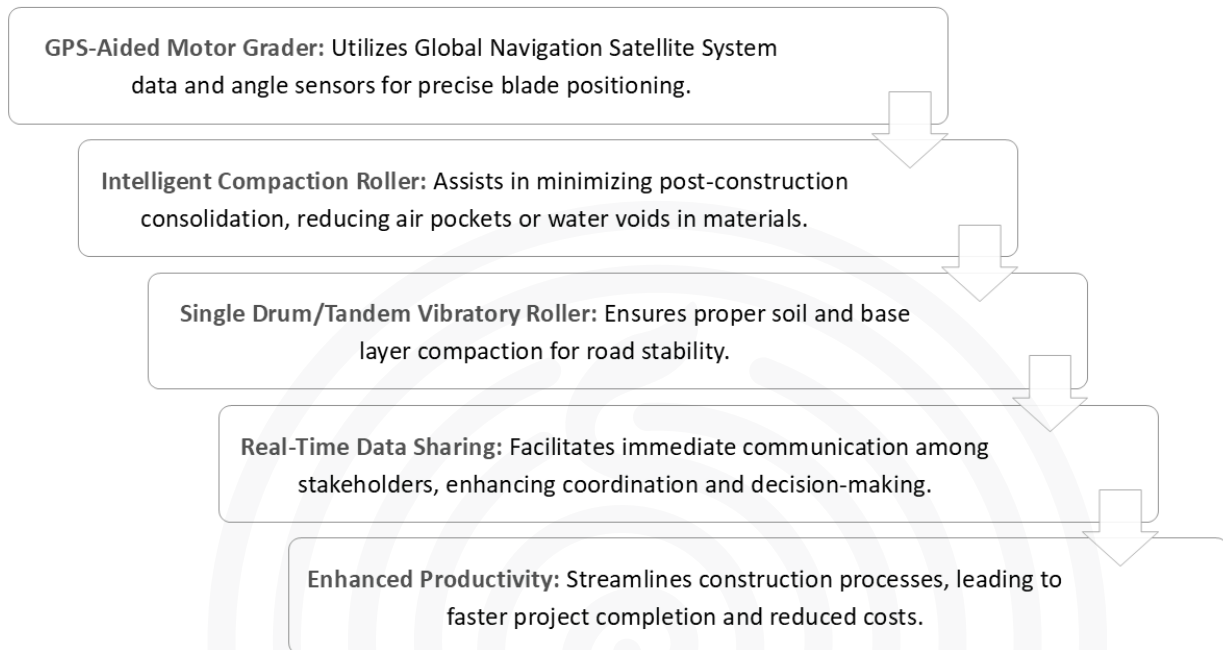 GPS-Aided Motor Grader: Utilizes Global Navigation Satellite System
data and angle sensors for precise blade positioning.
Intelligent Compaction Roller: Assists in minimizing post-construction
consolidation, reducing air pockets or water voids in materials.
Single Drum/Tandem Vibratory Roller: Ensures proper soil and base
layer compaction for road stability.
Real-Time Data Sharing: Facilitates immediate communication among
stakeholders, enhancing coordination and decision-making.
Enhanced Productivity: Streamlines construction processes, leading to
faster project completion and reduced costs.